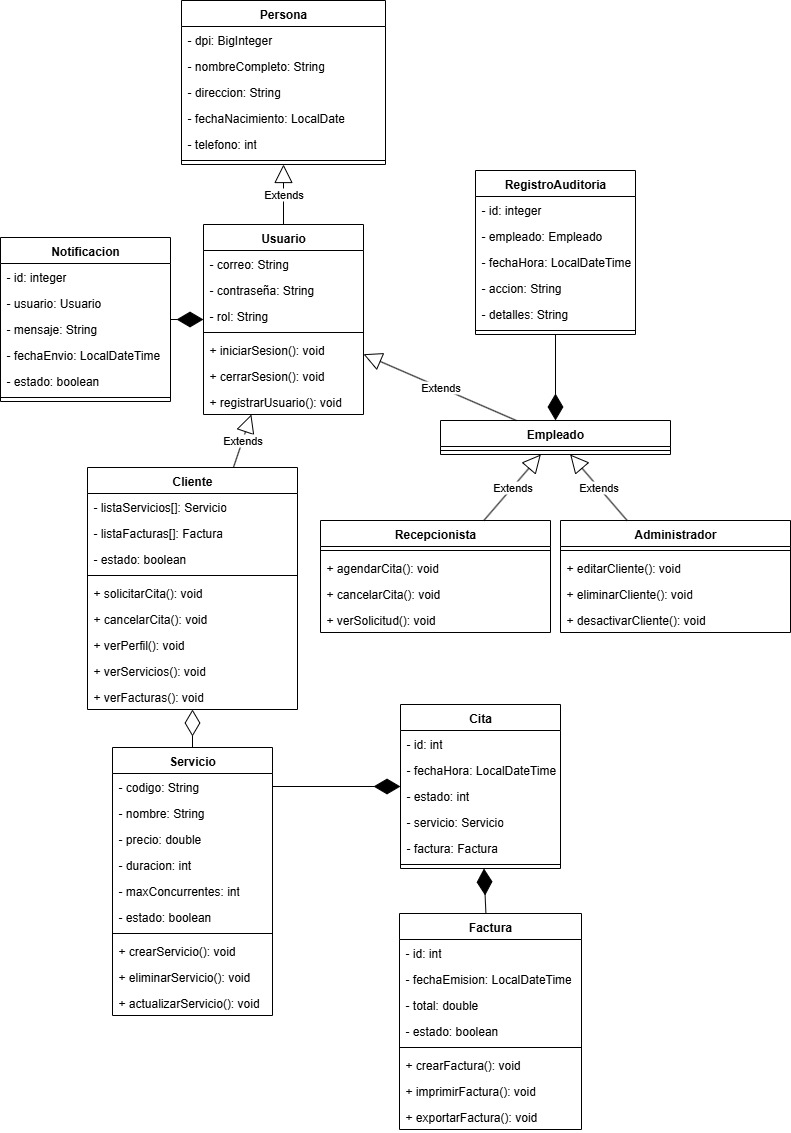 Persona
- dpi: BigInteger
- nombreCompleto: String
- direccion: String
- fechaNacimiento: LocalDate
- telefono: int
Extends
RegistroAuditoria
- id: integer
- empleado: Empleado
- fechaHora: LocalDateTime
- accion: String
- detalles: String
Usuario
- correo: String
- contraseña: String
- rol: String
+ iniciarSesion(): void
+ cerrarSesion(): void
+ registrarUsuario(): void
Notificacion
- id: integer
- usuario: Usuario
- mensaje: String
- fechaEnvio: LocalDateTime
- estado: boolean
Extends
Extends
Empleado
Extends
Extends
Cliente
- listaServicios[]: Servicio
- listaFacturas[]: Factura
- estado: boolean
+ solicitarCita(): void
+ cancelarCita(): void
+ verPerfil(): void
+ verServicios(): void
+ verFacturas(): void
Recepcionista
+ agendarCita(): void
+ cancelarCita(): void
+ verSolicitud(): void
Administrador
+ editarCliente(): void
+ eliminarCliente(): void
+ desactivarCliente(): void
Cita
- id: int
- fechaHora: LocalDateTime
- estado: int
- servicio: Servicio
- factura: Factura
Servicio
- codigo: String
- nombre: String
- precio: double
- duracion: int
- maxConcurrentes: int
- estado: boolean
+ crearServicio(): void
+ eliminarServicio(): void
+ actualizarServicio(): void
Factura
- id: int
- fechaEmision: LocalDateTime
- total: double
- estado: boolean
+ crearFactura(): void
+ imprimirFactura(): void
+ exportarFactura(): void